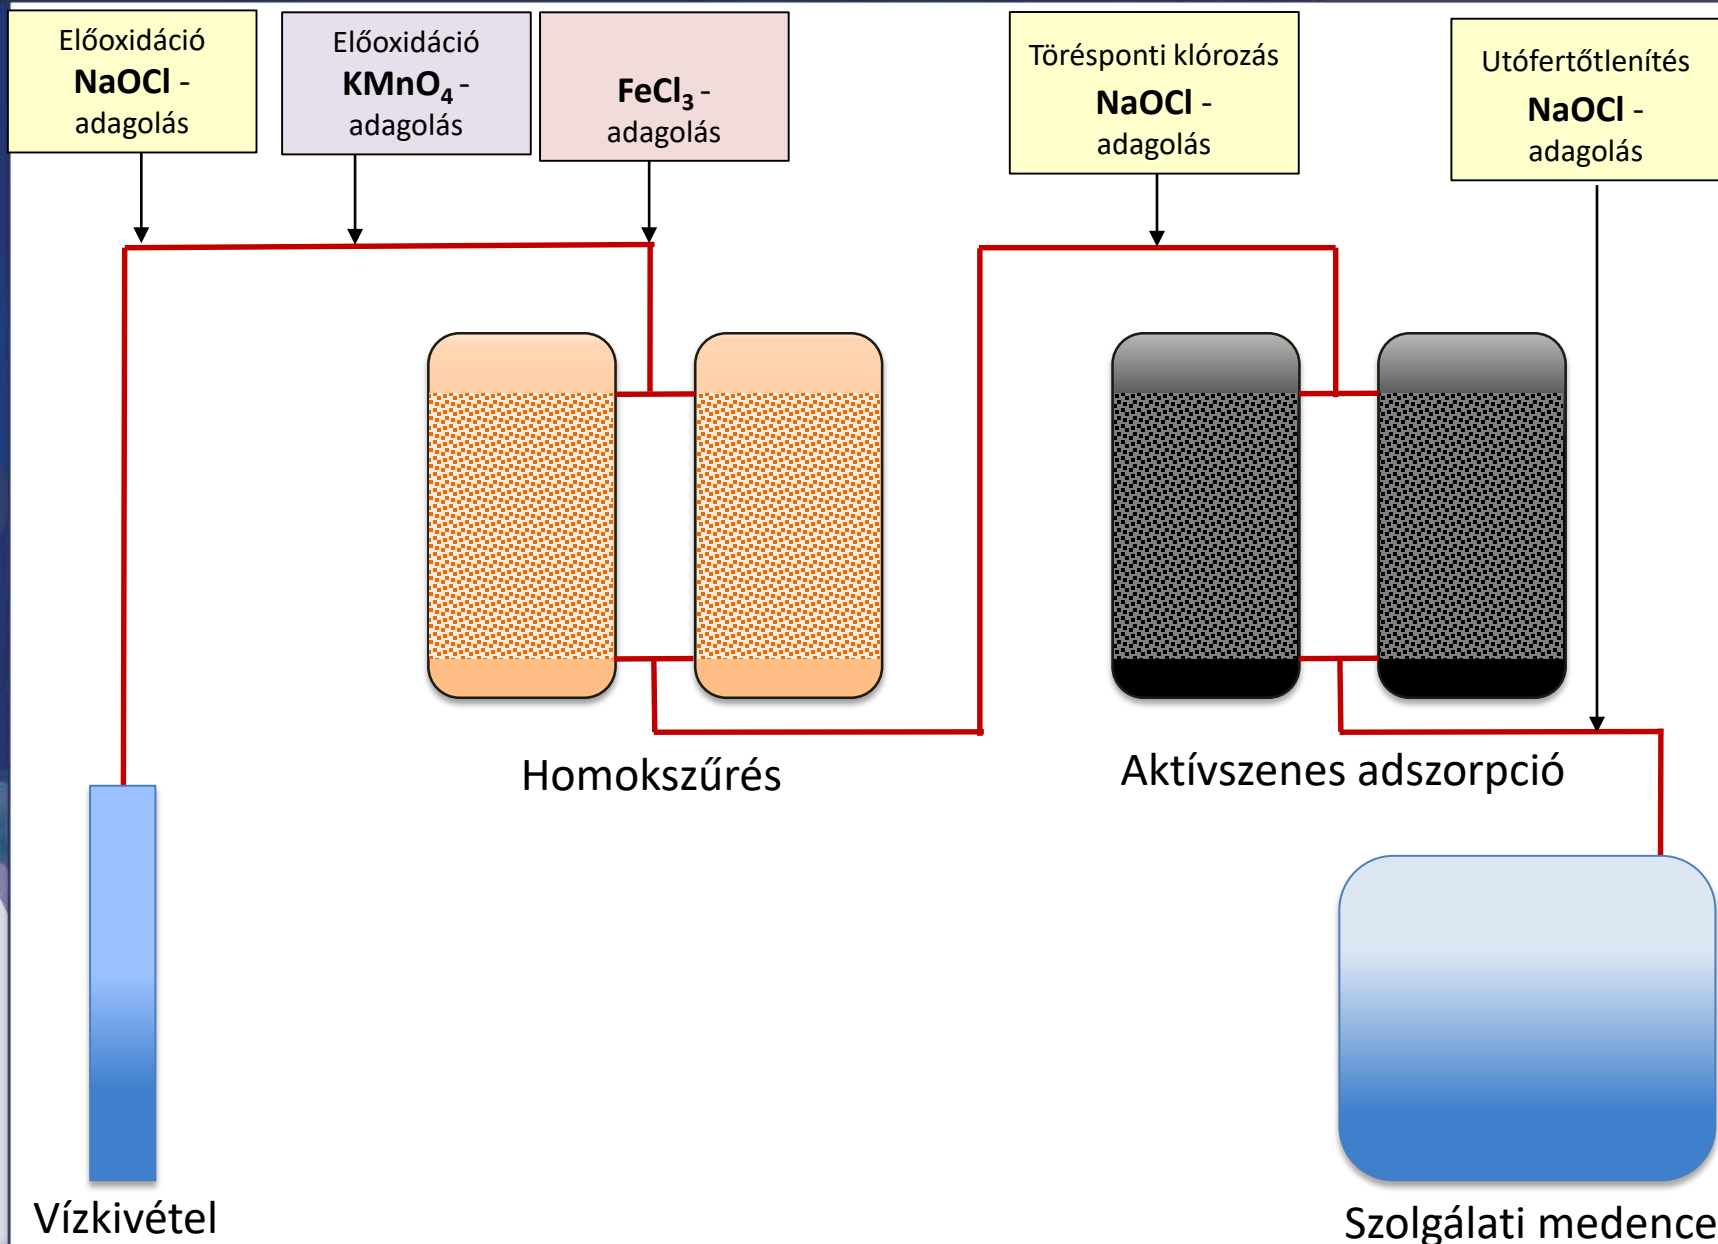 Előoxidáció
NaOCl -
adagolás
Előoxidáció
KMnO₄ -
adagolás
FeCl₃ -
adagolás
Törésponti klórozás
NaOCl -
adagolás
Utófertőtlenítés
NaOCl -
adagolás
Homokszűrés
Aktívszenes adszorpció
Vízkivétel
Szolgálati medence